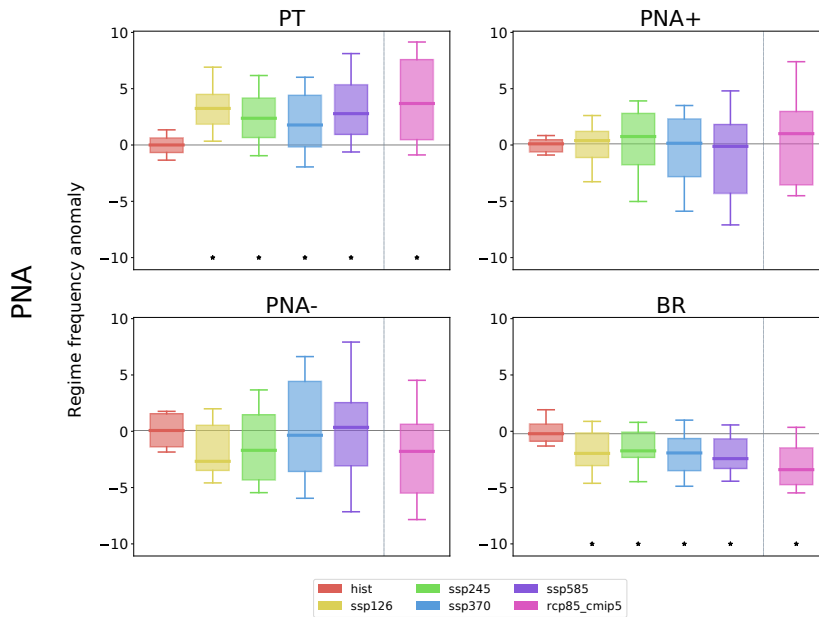 PT
PNA+
10
5
0
−5
−10
* * * * *
10
5
0
−5
−10
PNA
Regime frequency anomaly
PNA-
BR
10
5
0
−5
−10
10
5
0
−5
−10
* * * * *
hist ssp245 ssp585
ssp126 ssp370 rcp85_cmip5